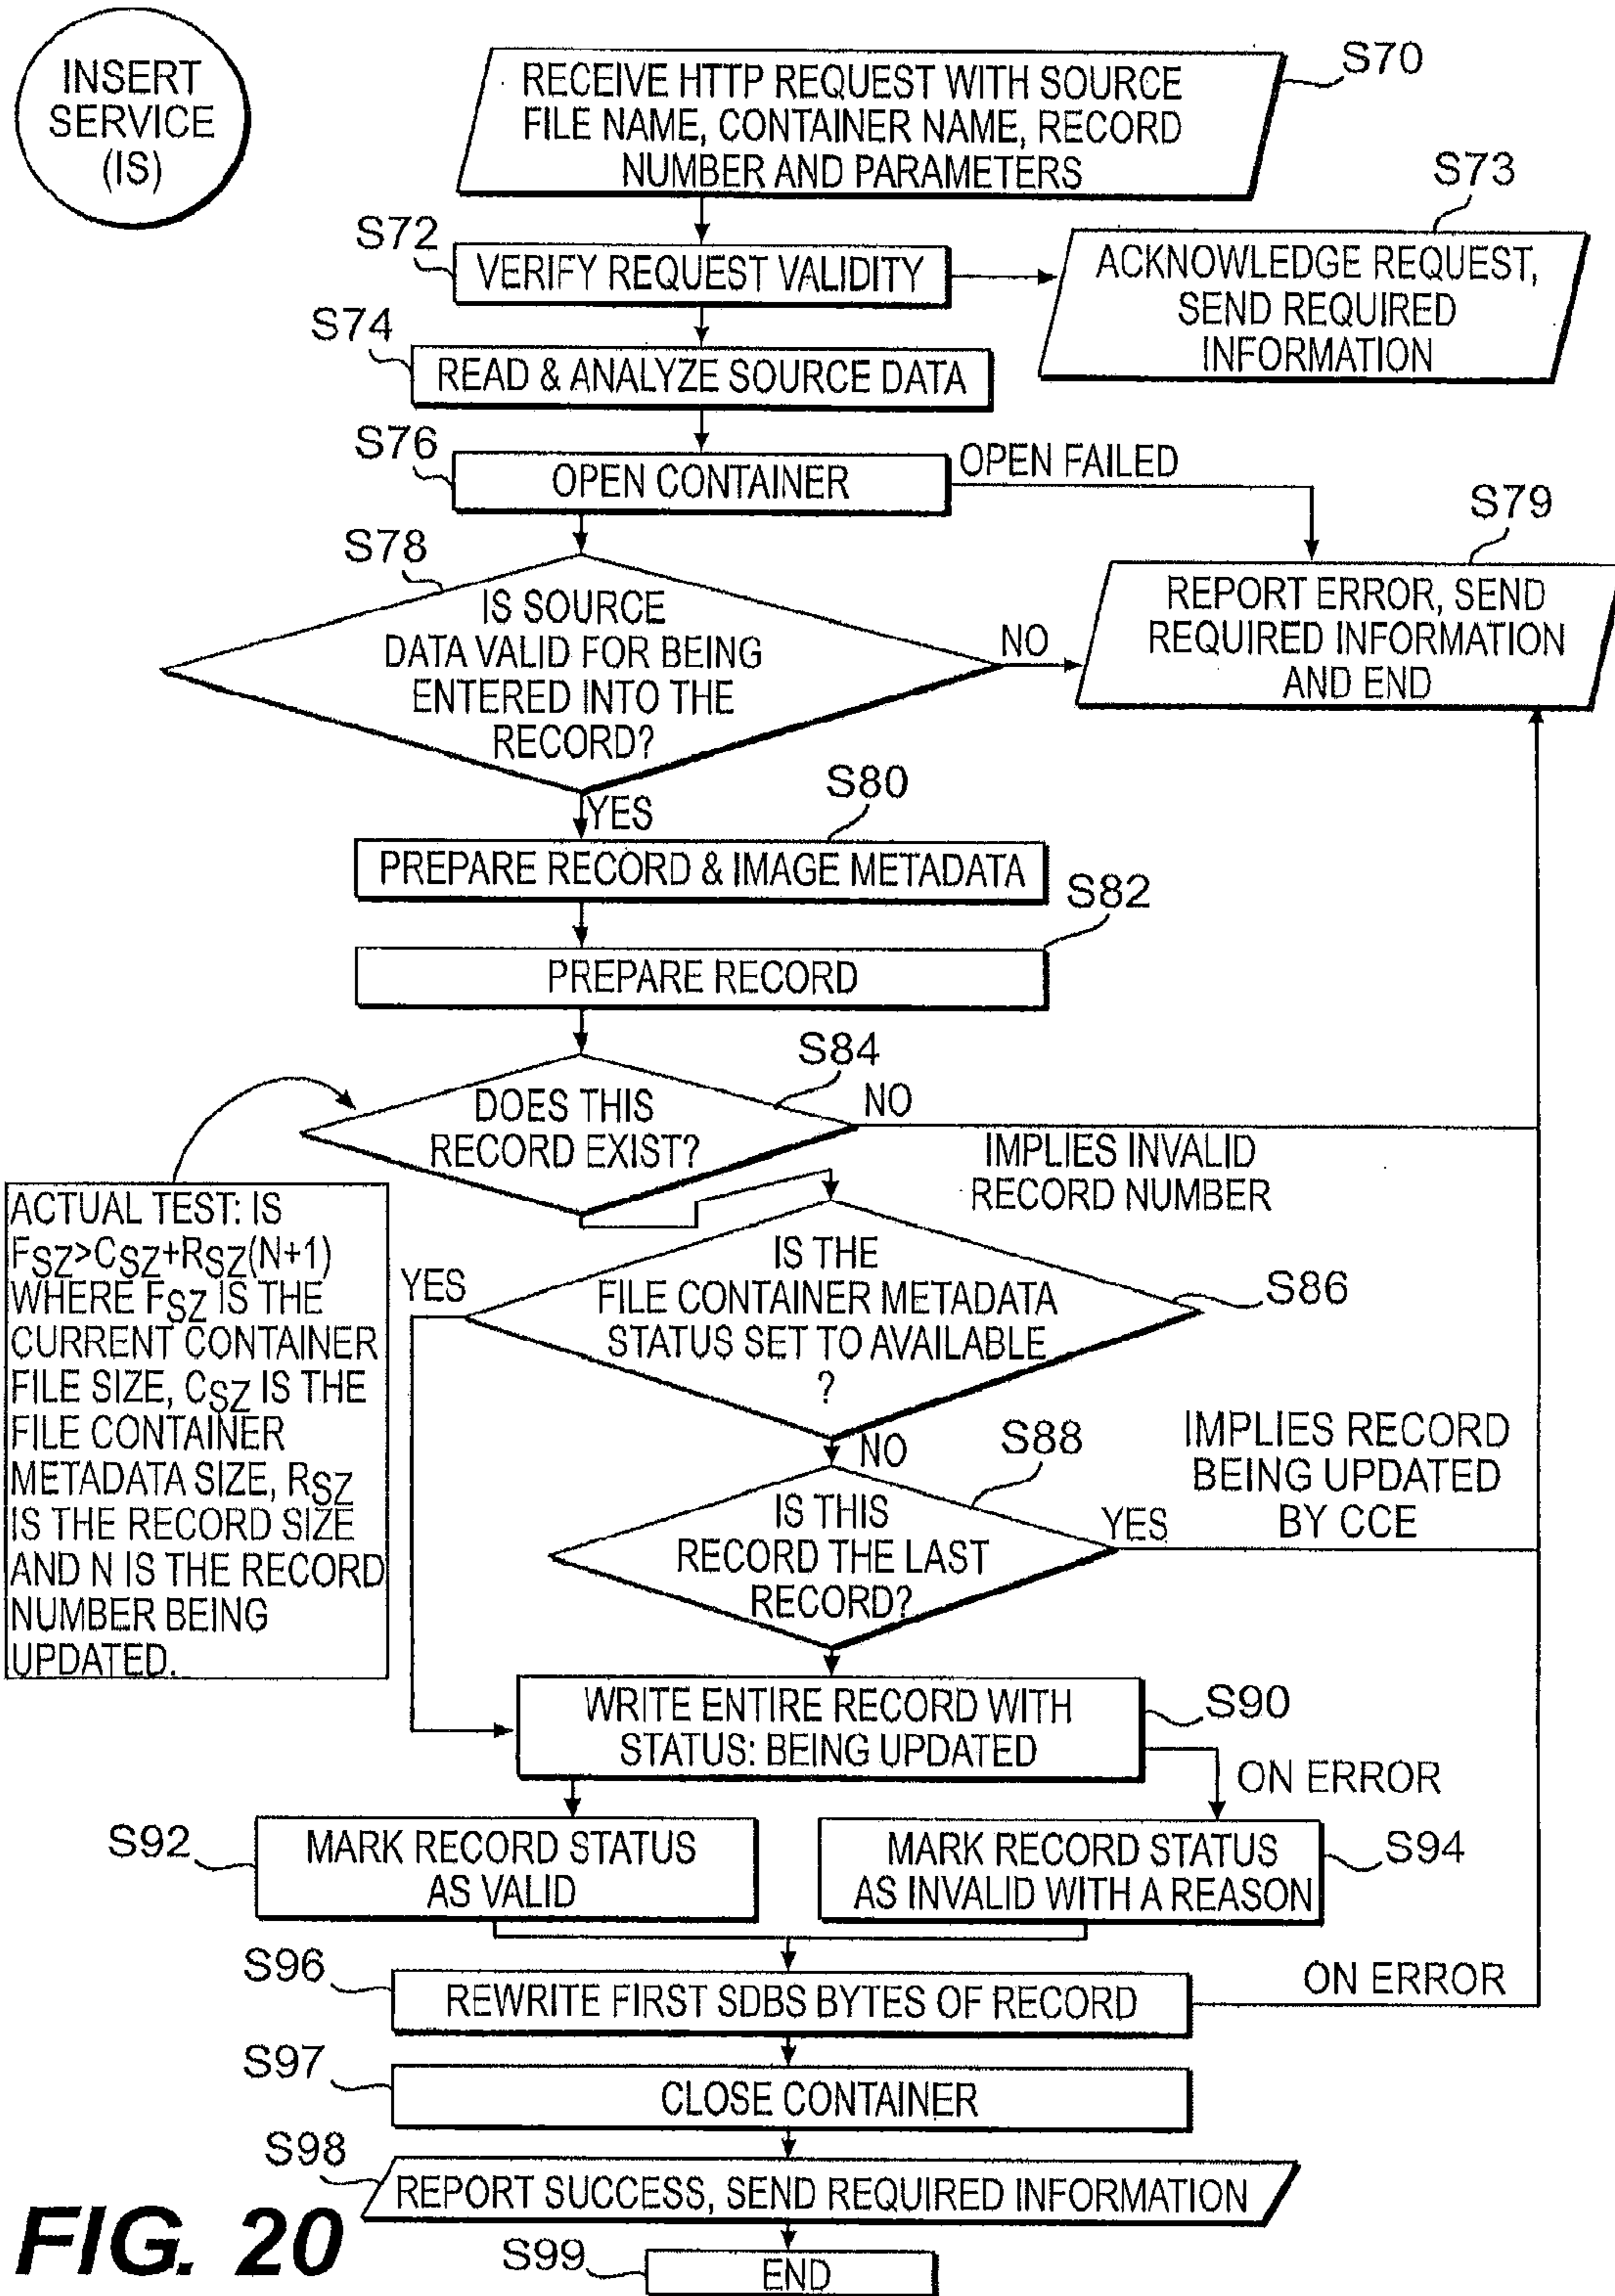 INSERT
SERVICE
(IS)
RECEIVE HTTP REQUEST WITH SOURCE
FILE NAME, CONTAINER NAME, RECORD
NUMBER AND PARAMETERS
S70
S72
VERIFY REQUEST VALIDITY
S73
ACKNOWLEDGE REQUEST,
SEND REQUIRED
INFORMATION
S74
READ & ANALYZE SOURCE DATA
S76
OPEN CONTAINER
OPEN FAILED
S78
IS SOURCE
DATA VALID FOR BEING
ENTERED INTO THE
RECORD?
NO
S79
REPORT ERROR, SEND
REQUIRED INFORMATION
AND END
YES
S80
PREPARE RECORD & IMAGE METADATA
S82
PREPARE RECORD
S84
DOES THIS
RECORD EXIST?
NO
IMPLIES INVALID
RECORD NUMBER
ACTUAL TEST: IS
FSZ>CSZ+RSZ(N+1)
WHERE FSZ IS THE
CURRENT CONTAINER
FILE SIZE, CSZ IS THE
FILE CONTAINER
METADATA SIZE, RSZ
IS THE RECORD SIZE
AND N IS THE RECORD
NUMBER BEING
UPDATED.
YES
IS THE
FILE CONTAINER METADATA
STATUS SET TO AVAILABLE
?
S86
NO
S88
IS THIS
RECORD THE LAST
RECORD?
YES
IMPLIES RECORD
BEING UPDATED
BY CCE
WRITE ENTIRE RECORD WITH
STATUS: BEING UPDATED
S90
ON ERROR
S92
MARK RECORD STATUS
AS VALID
MARK RECORD STATUS
AS INVALID WITH A REASON
S94
S96
REWRITE FIRST SDBS BYTES OF RECORD
ON ERROR
S97
CLOSE CONTAINER
S98
REPORT SUCCESS, SEND REQUIRED INFORMATION
S99
END
FIG. 20